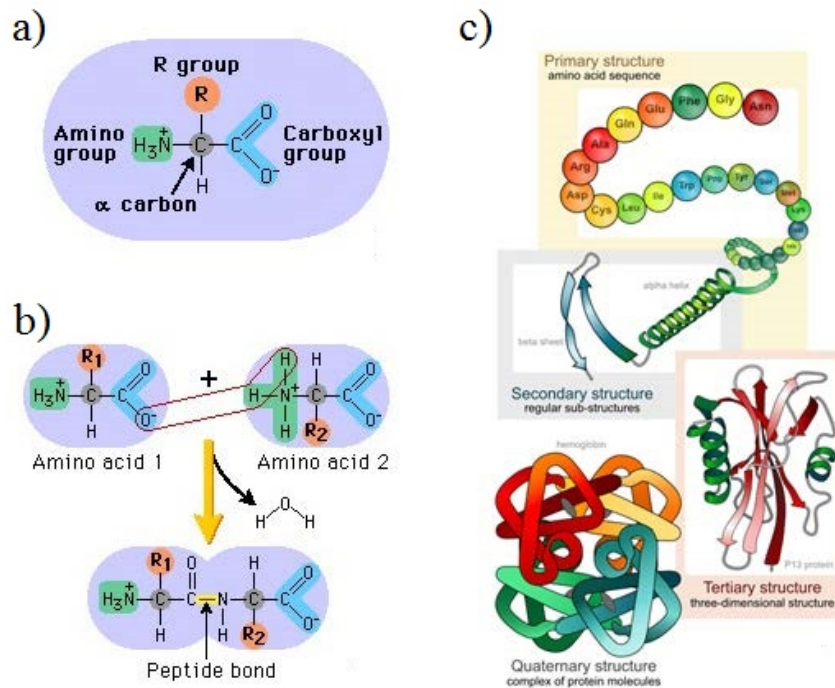 a)
R group
R
Amino group
H3N+
C
H
O
O-
Carboxyl group
α carbon
b)
R1
H3N+
C
H
C
O
O-
+
H
H
N+
H
H
C
R2
C
O
O-
Amino acid 1
Amino acid 2
H
O
H
H3N+
R1
C
H
O
C
N
H
H
C
R2
C
O
O-
Peptide bond
c)
Primary structure
amino acid sequence
Asn
Gly
Phe
Glu
Gln
Ala
Arg
Asp
Cys
Leu
Ile
Trp
Pro
Tyr
Lys
alpha helix
beta sheet
Secondary structure
regular sub-structures
hemoglobin
P13 protein
Tertiary structure
three-dimensional structure
Quaternary structure
complex of protein molecules